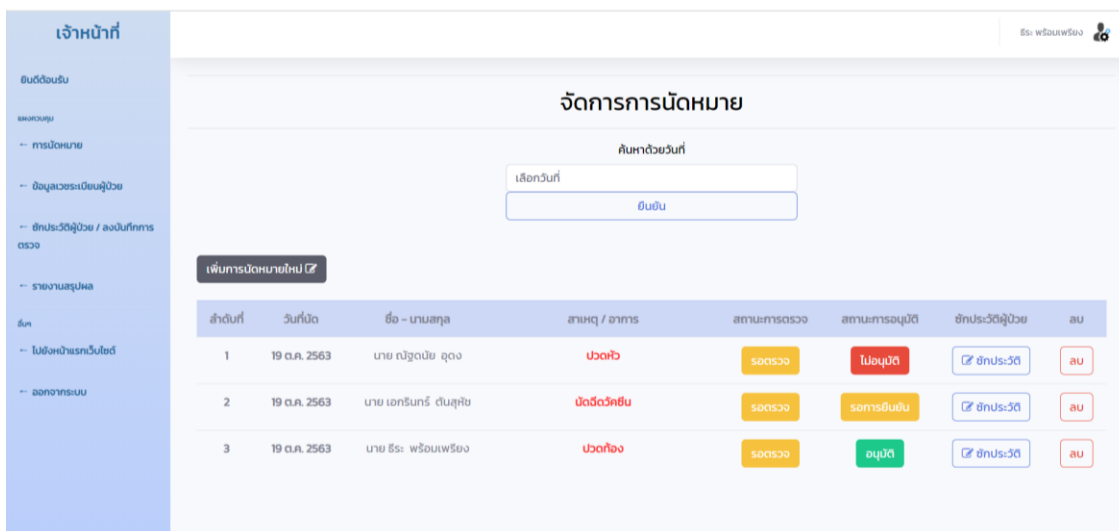 เจ้าหน้าที่
ธีระ พร้อมเพรียง
ยินดีต้อนรับ
แผงควบคุม
← การนัดหมาย
← ข้อมูลเวชระเบียนผู้ป่วย
← ซักประวัติผู้ป่วย / ลงบันทึกการ
ตรวจ
← รายงานสรุปผล
อื่นๆ
← ไปยังหน้าแรกเว็บไซต์
← ออกจากระบบ
จัดการการนัดหมาย
ค้นหาด้วยวันที่
เลือกวันที่
ยืนยัน
เพิ่มการนัดหมายใหม่
ลำดับที่ วันที่นัด ชื่อ - นามสกุล สาเหตุ / อาการ สถานะการตรวจ สถานะการอนุมัติ ซักประวัติผู้ป่วย ลบ
1 19 ต.ค. 2563 นาย ณัฐดนัย อุดง ปวดหัว รอตรวจ ไม่อนุมัติ ซักประวัติ ลบ
2 19 ต.ค. 2563 นาย เอกรินทร์ ตันสุหัช นัดฉีดวัคซีน รอตรวจ รอการยืนยัน ซักประวัติ ลบ
3 19 ต.ค. 2563 นาย ธีระ พร้อมเพรียง ปวดท้อง รอตรวจ อนุมัติ ซักประวัติ ลบ